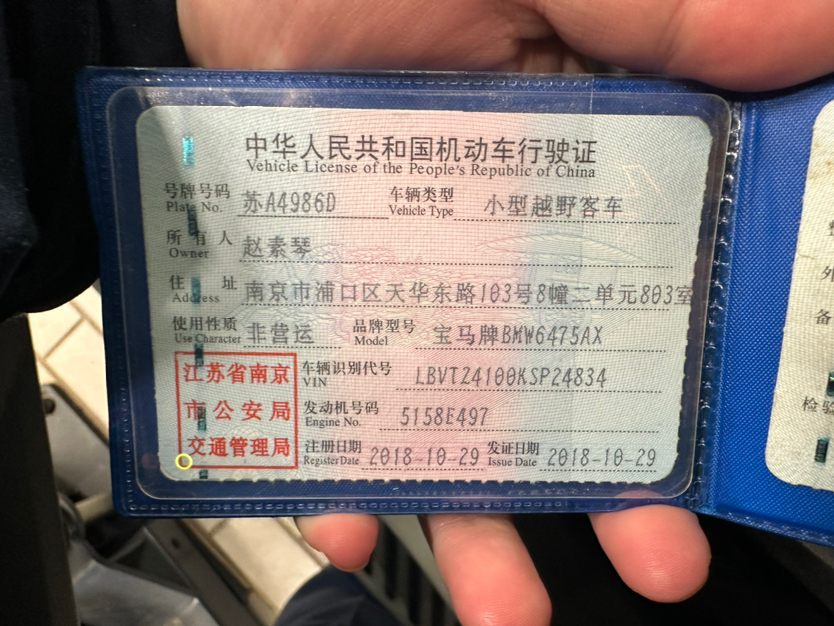 中华人民共和国机动车行驶证
Vehicle License of the People's Republic of China
号牌号码 Plate No. 苏A4986D 车辆类型 Vehicle Type 小型越野客车
所有人 Owner 赵素琴
住址 Address 南京市浦口区天华东路103号8幢二单元803室
使用性质 Use Character 非营运 品牌型号 Model 宝马牌BMW6475AX
江苏省南京
市公安局
交通管理局
车辆识别代号 VIN LBVTZ4100KSP24834
发动机号码 Engine No. 5158E497
注册日期 Register Date 2018-10-29 发证日期 Issue Date 2018-10-29
外
备
检验